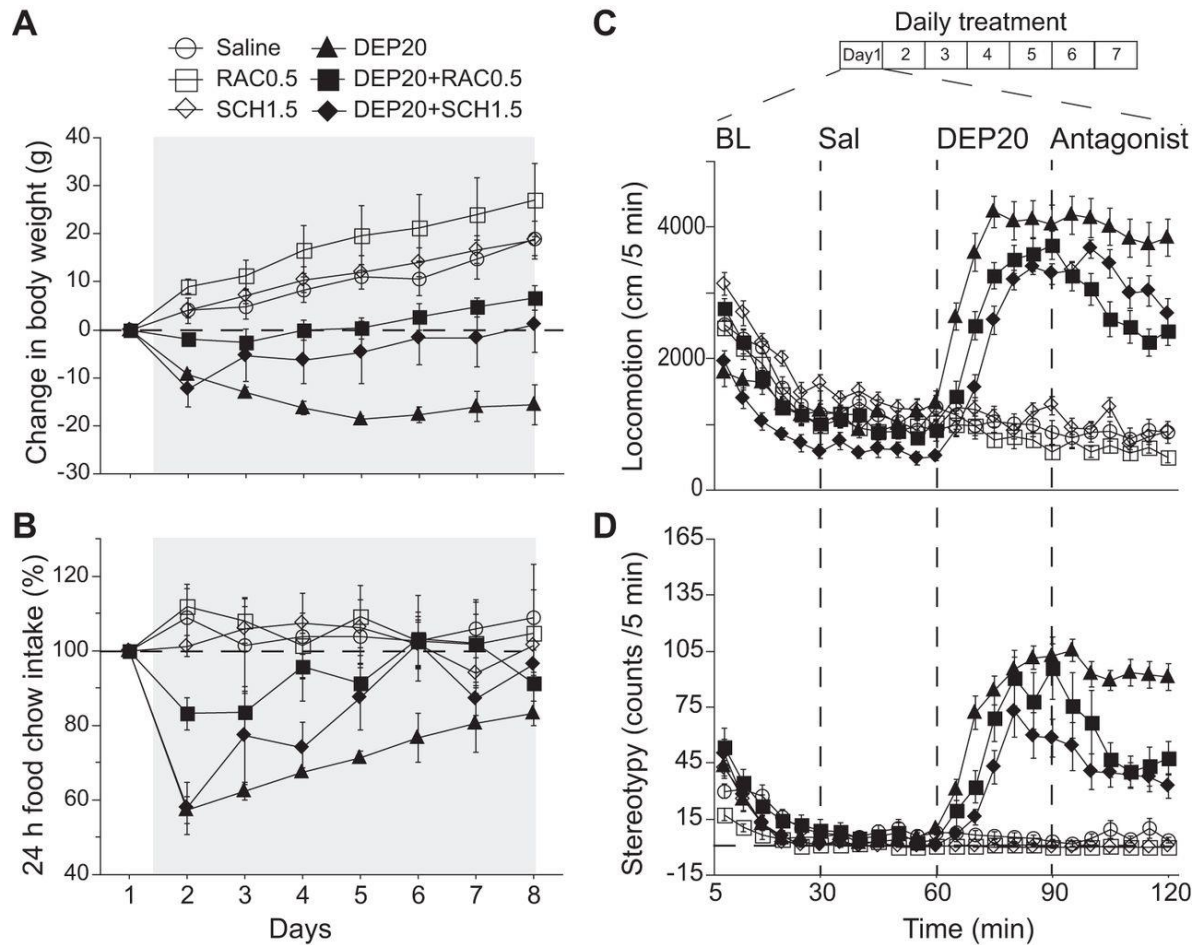 A
Saline
DEP20
RAC0.5
DEP20+RAC0.5
SCH1.5
DEP20+SCH1.5
Change in body weight (g)
40
30
20
10
0
-10
-20
-30
B
24 h food chow intake (%)
120
100
80
60
40
1 2 3 4 5 6 7 8
Days
C
Daily treatment
Day1 2 3 4 5 6 7
BL Sal DEP20 Antagonist
Locomotion (cm /5 min)
4000
2000
0
D
Stereotypy (counts /5 min)
165
135
105
75
45
15
-15
5 30 60 90 120
Time (min)